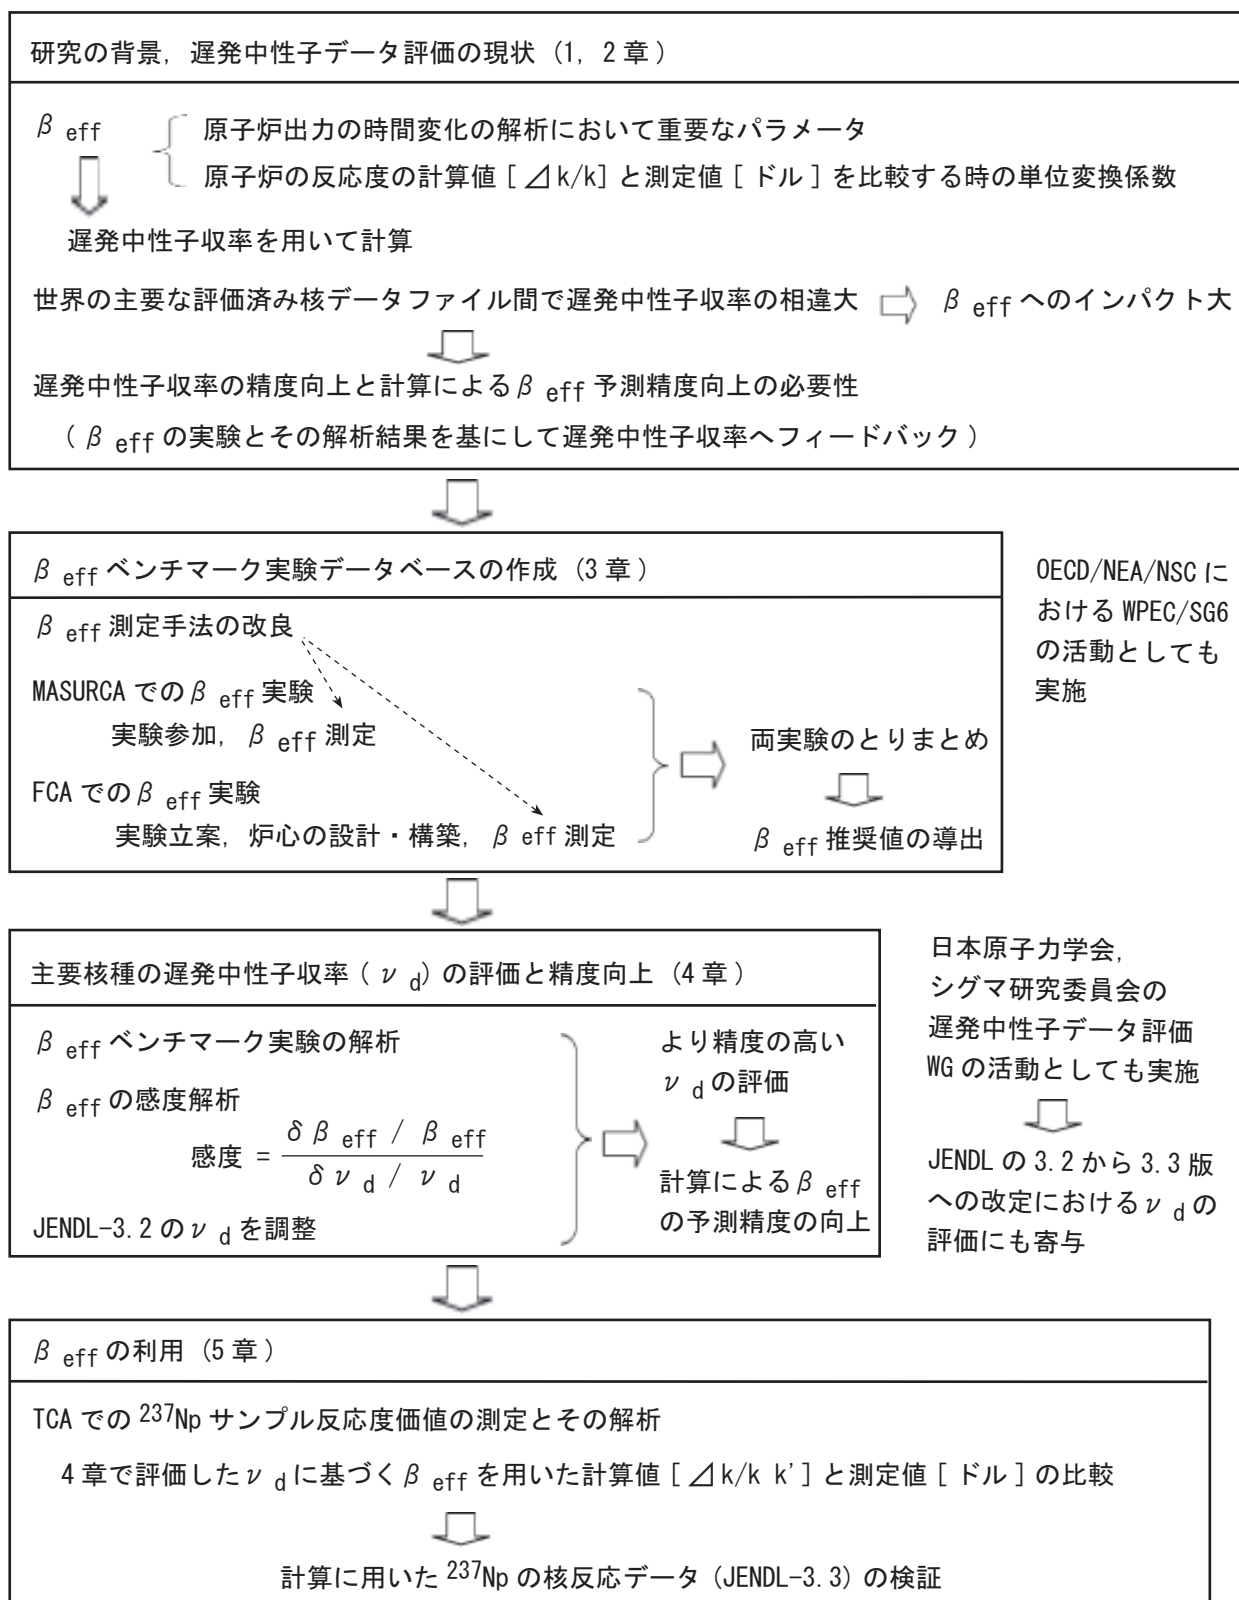 研究の背景, 遅発中性子データ評価の現状 (1, 2 章 )
β eff
原子炉出力の時間変化の解析において重要なパラメータ
原子炉の反応度の計算値 [ ⊿ k/k] と測定値 [ ドル ] を比較する時の単位変換係数
遅発中性子収率を用いて計算
世界の主要な評価済み核データファイル間で遅発中性子収率の相違大 ⇨ β eff へのインパクト大
遅発中性子収率の精度向上と計算によるβ eff 予測精度向上の必要性
( β eff の実験とその解析結果を基にして遅発中性子収率へフィードバック )
β eff ベンチマーク実験データベースの作成 (3 章 )
β eff 測定手法の改良
MASURCA でのβ eff 実験
実験参加, β eff 測定
FCA でのβ eff 実験
実験立案, 炉心の設計・構築, β eff 測定
両実験のとりまとめ
β eff 推奨値の導出
OECD/NEA/NSC に
おける WPEC/SG6
の活動としても
実施
主要核種の遅発中性子収率 ( ν d) の評価と精度向上 (4 章 )
β eff ベンチマーク実験の解析
β eff の感度解析
感度 = δ β eff / β eff
δ ν d / ν d
JENDL-3.2 のν d を調整
より精度の高い
ν d の評価
計算によるβ eff
の予測精度の向上
日本原子力学会,
シグマ研究委員会の
遅発中性子データ評価
WG の活動としても実施
JENDL の 3.2 から 3.3 版
への改定におけるν d の
評価にも寄与
β eff の利用 (5 章 )
TCA での 237Np サンプル反応度価値の測定とその解析
4 章で評価したν d に基づくβ eff を用いた計算値 [ ⊿ k/k k' ] と測定値 [ ドル ] の比較
計算に用いた 237Np の核反応データ (JENDL-3.3) の検証